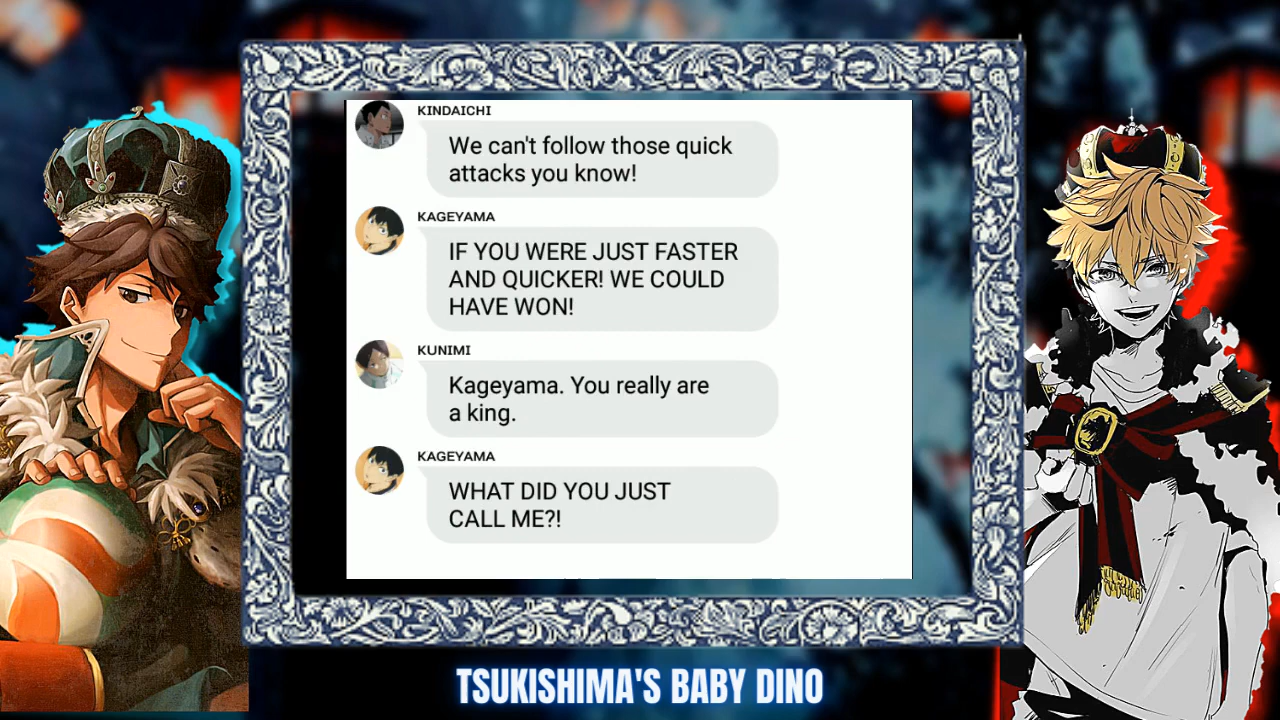 KINDAICHI
We can't follow those quick
attacks you know!
KAGEYAMA
IF YOU WERE JUST FASTER
AND QUICKER! WE COULD
HAVE WON!
KUNIMI
Kageyama. You really are
a king.
KAGEYAMA
WHAT DID YOU JUST
CALL ME?!
TSUKISHIMA'S BABY DINO